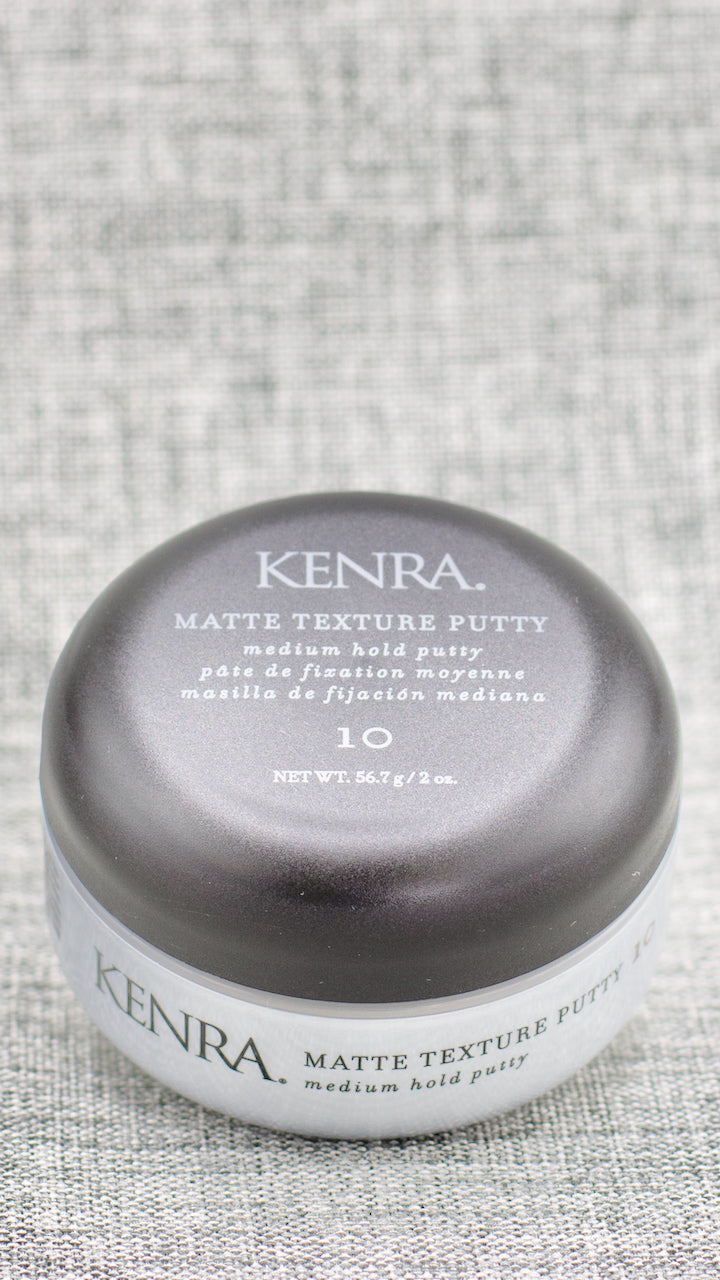 KENRA.
MATTE TEXTURE PUTTY
medium hold putty
pâte de fixation moyenne
masilla de fijación mediana
10
NET WT. 56.7 g / 2 oz.
KENRA. MATTE TEXTURE PUTTY 10
medium hold putty